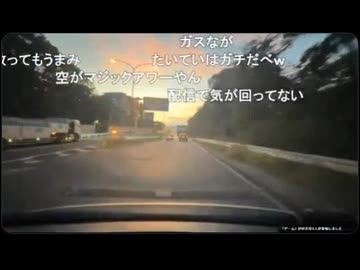 ガスなが
放ってもうまみ
たいていはガチだべw
空がマジックアワーやん
配信で気が回ってない